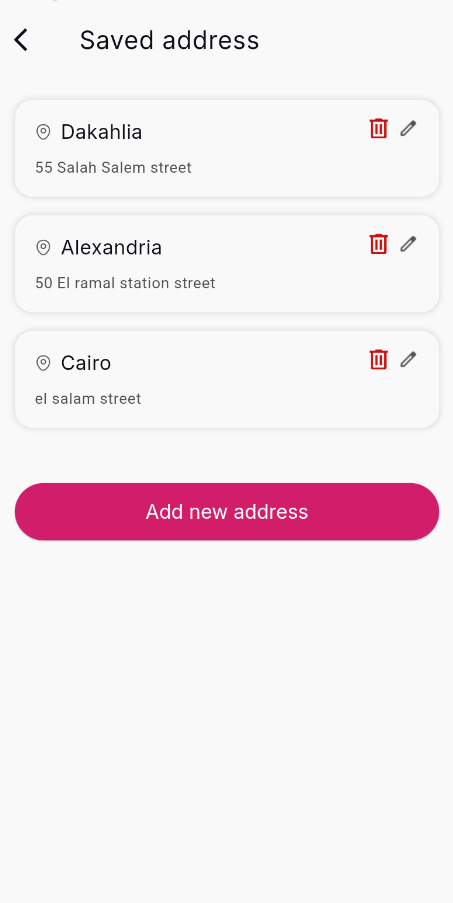 Saved address
Dakahlia
55 Salah Salem street
Alexandria
50 El ramal station street
Cairo
el salam street
Add new address